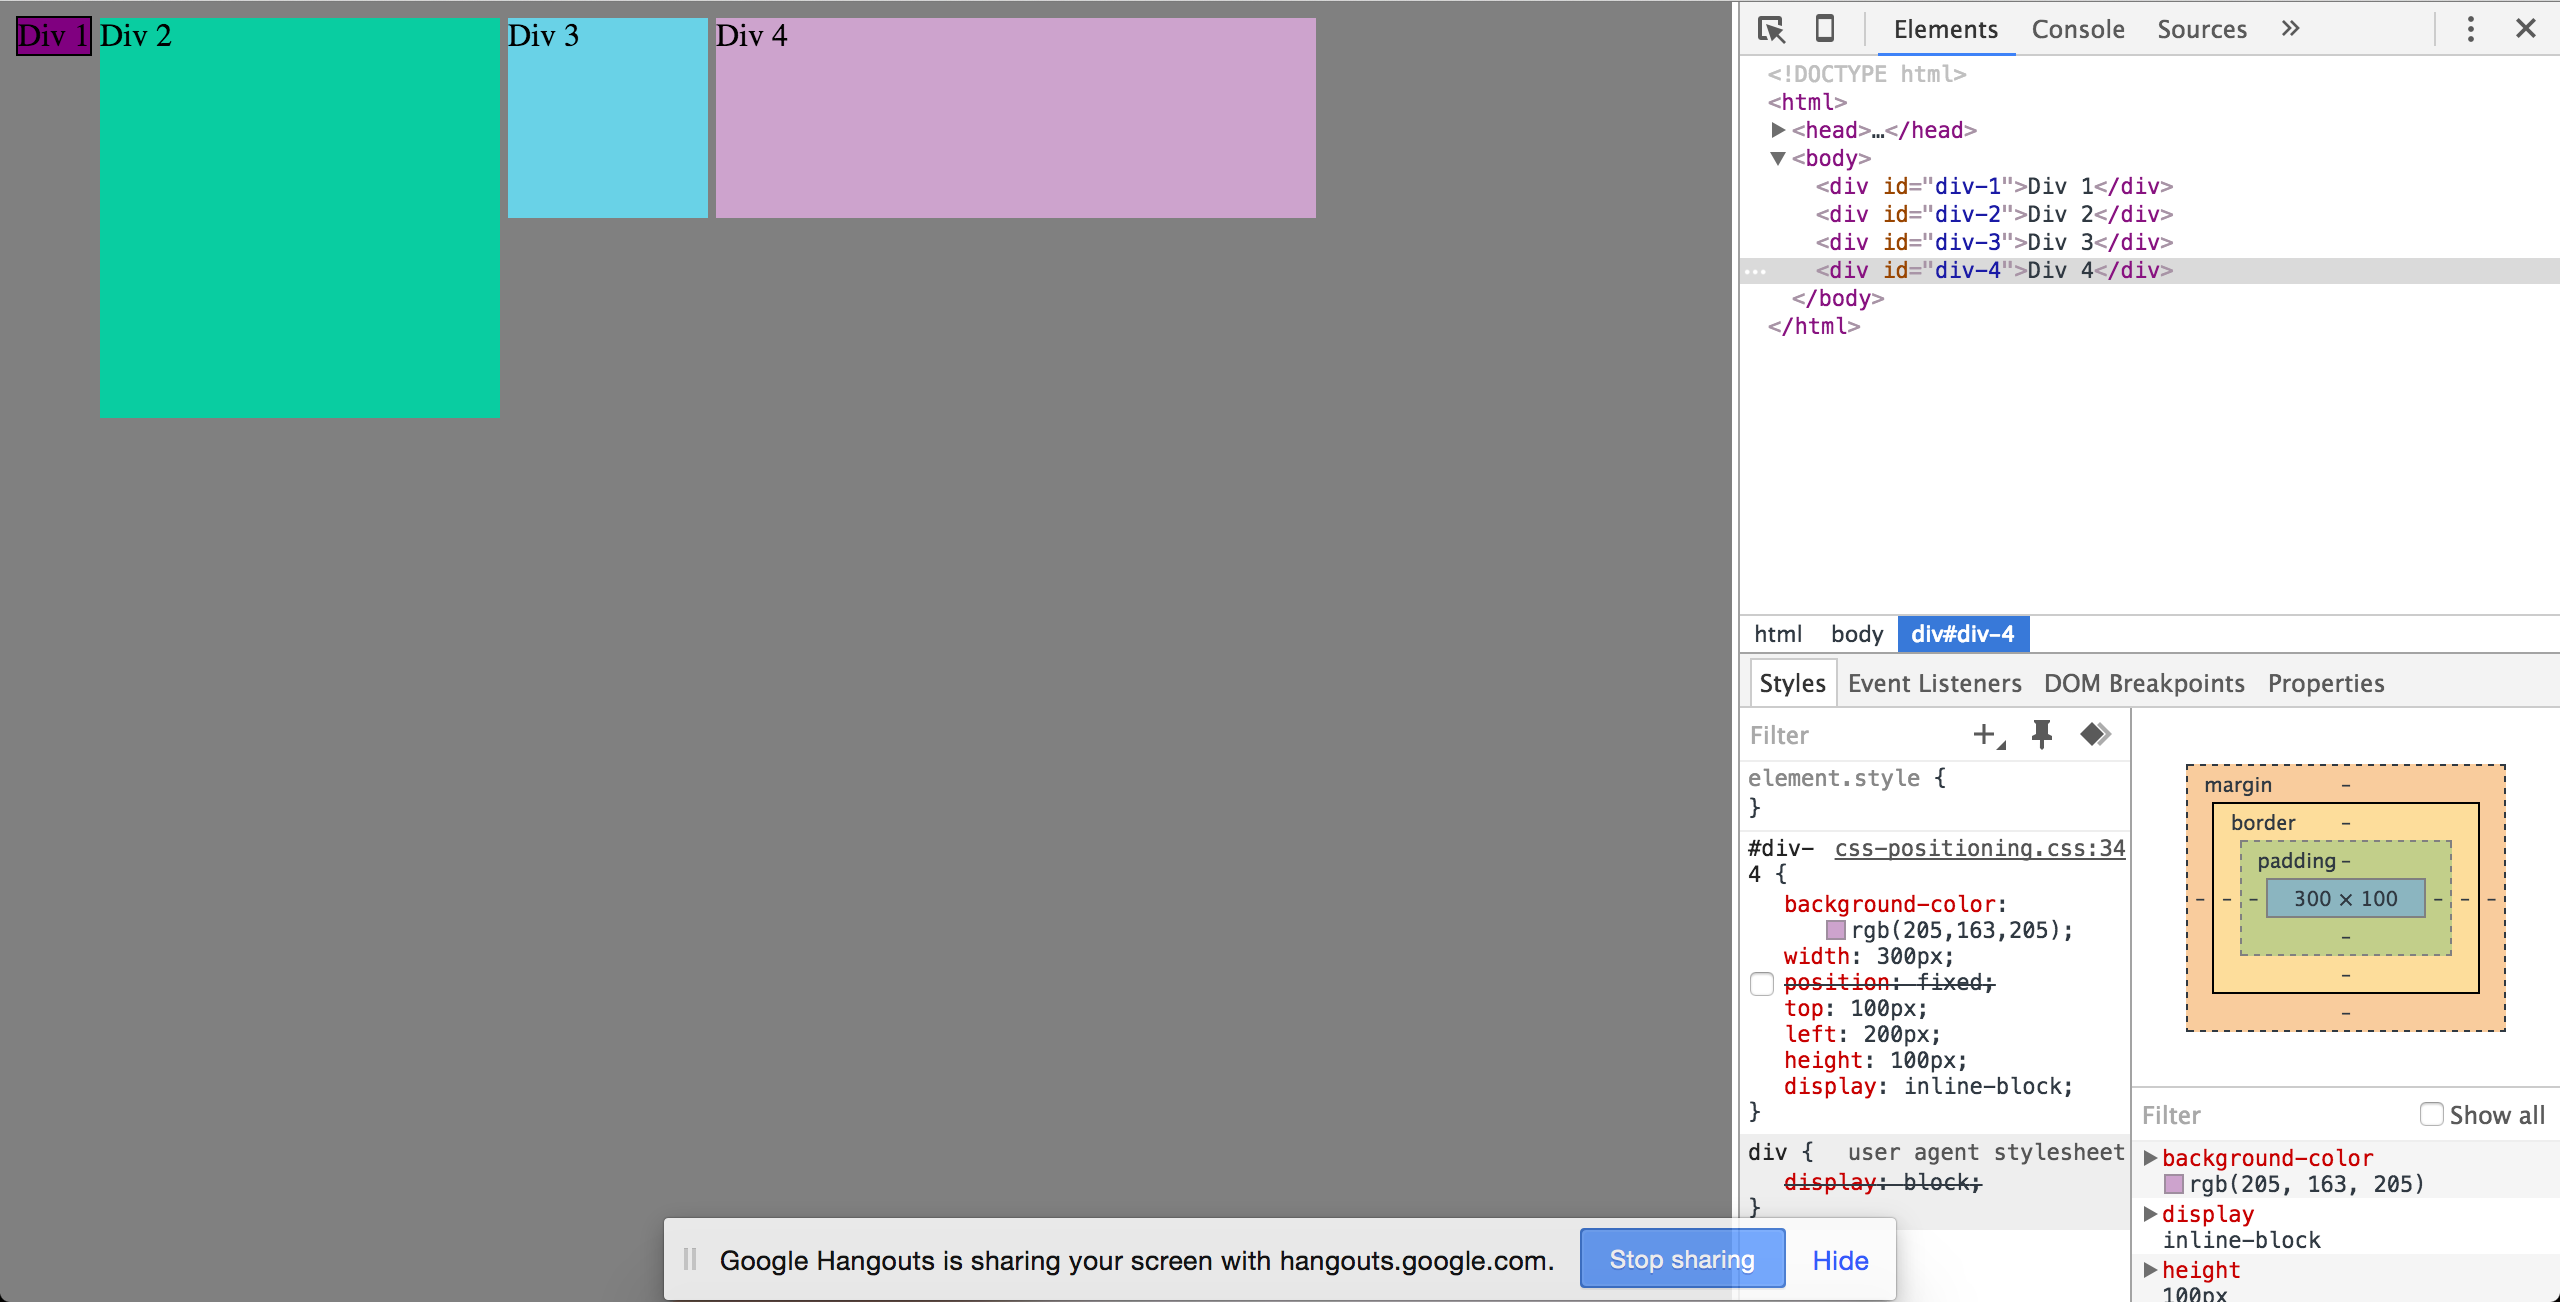 Div 1 Div 2 Div 3 Div 4
Elements Console Sources
<!DOCTYPE html>
<html>
<head>…</head>
<body>
<div id="div-1">Div 1</div>
<div id="div-2">Div 2</div>
<div id="div-3">Div 3</div>
<div id="div-4">Div 4</div>
</body>
</html>
html body div#div-4
Styles Event Listeners DOM Breakpoints Properties
Filter
element.style {
}
#div- css-positioning.css:34
4 {
background-color:
rgb(205,163,205);
width: 300px;
position: fixed;
top: 100px;
left: 200px;
height: 100px;
display: inline-block;
}
div { user agent stylesheet
display: block;
}
margin -
border -
padding -
- - - 300 × 100 - - -
-
-
-
Filter Show all
background-color
rgb(205, 163, 205)
display
inline-block
height
100px
Google Hangouts is sharing your screen with hangouts.google.com. Stop sharing Hide